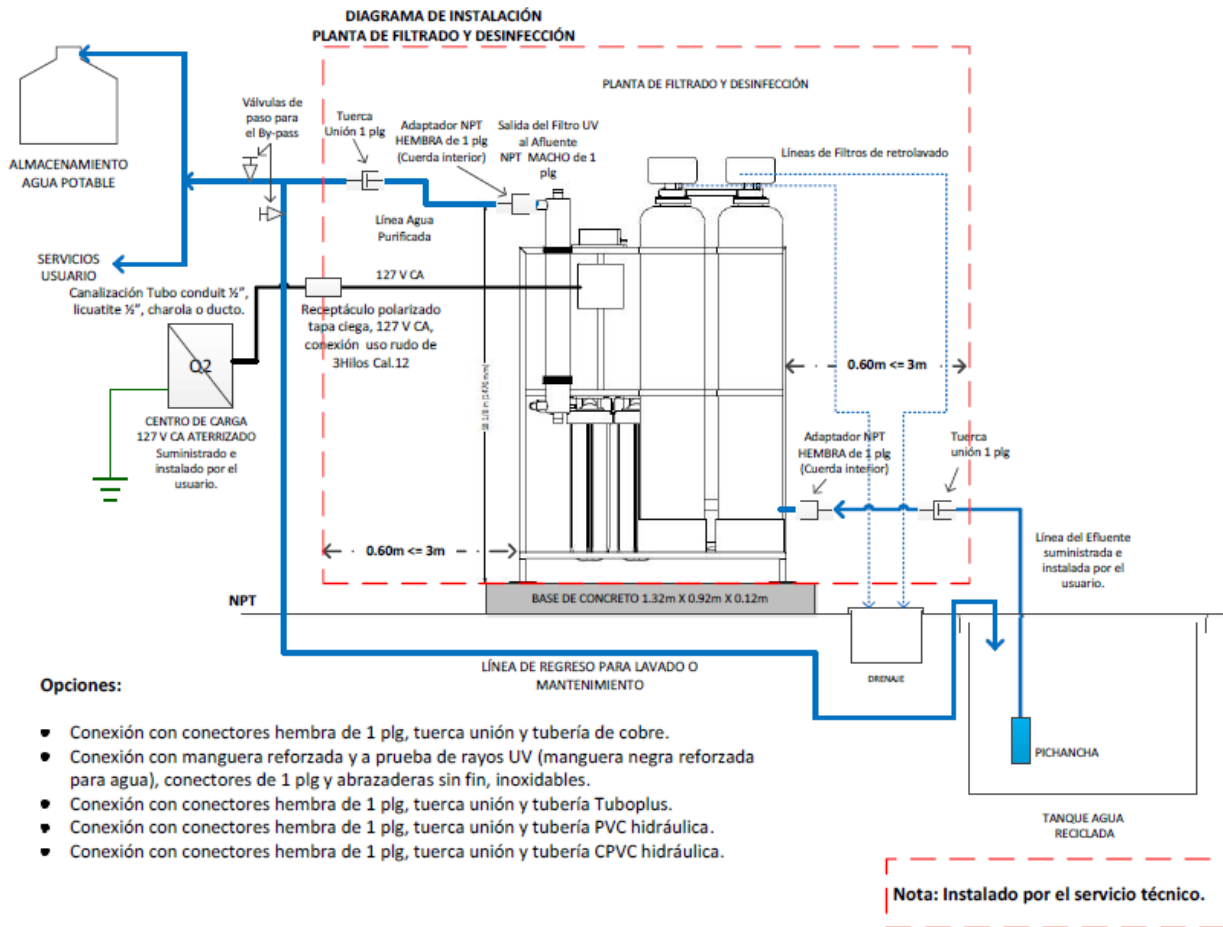 DIAGRAMA DE INSTALACIÓN
PLANTA DE FILTRADO Y DESINFECCIÓN
PLANTA DE FILTRADO Y DESINFECCIÓN
Válvulas de
paso para
el By-pass
Tuerca
Unión 1 plg
Adaptador NPT
HEMBRA de 1 plg
(Cuerda interior)
Salida del Filtro UV
al Afluente
NPT MACHO de 1
plg
Líneas de Filtros de retrolavado
ALMACENAMIENTO
AGUA POTABLE
Línea Agua
Purificada
SERVICIOS
USUARIO
127 V CA
Canalización Tubo conduit ½”,
licuatite ½”, charola o ducto.
Receptáculo polarizado
tapa ciega, 127 V CA,
conexión uso rudo de
3Hilos Cal.12
Q2
0.60m <= 3m
CENTRO DE CARGA
127 V CA ATERRIZADO
Suministrado e
instalado por el
usuario.
Adaptador NPT
HEMBRA de 1 plg
(Cuerda interior)
Tuerca
unión 1 plg
0.60m <= 3m
Línea del Efluente
suministrada e
instalada por el
usuario.
NPT
BASE DE CONCRETO 1.32m X 0.92m X 0.12m
LÍNEA DE REGRESO PARA LAVADO O
MANTENIMIENTO
DRENAJE
PICHANCHA
TANQUE AGUA
RECICLADA
Opciones:
• Conexión con conectores hembra de 1 plg, tuerca unión y tubería de cobre.
• Conexión con manguera reforzada y a prueba de rayos UV (manguera negra reforzada
para agua), conectores de 1 plg y abrazaderas sin fin, inoxidables.
• Conexión con conectores hembra de 1 plg, tuerca unión y tubería Tuboplus.
• Conexión con conectores hembra de 1 plg, tuerca unión y tubería PVC hidráulica.
• Conexión con conectores hembra de 1 plg, tuerca unión y tubería CPVC hidráulica.
Nota: Instalado por el servicio técnico.